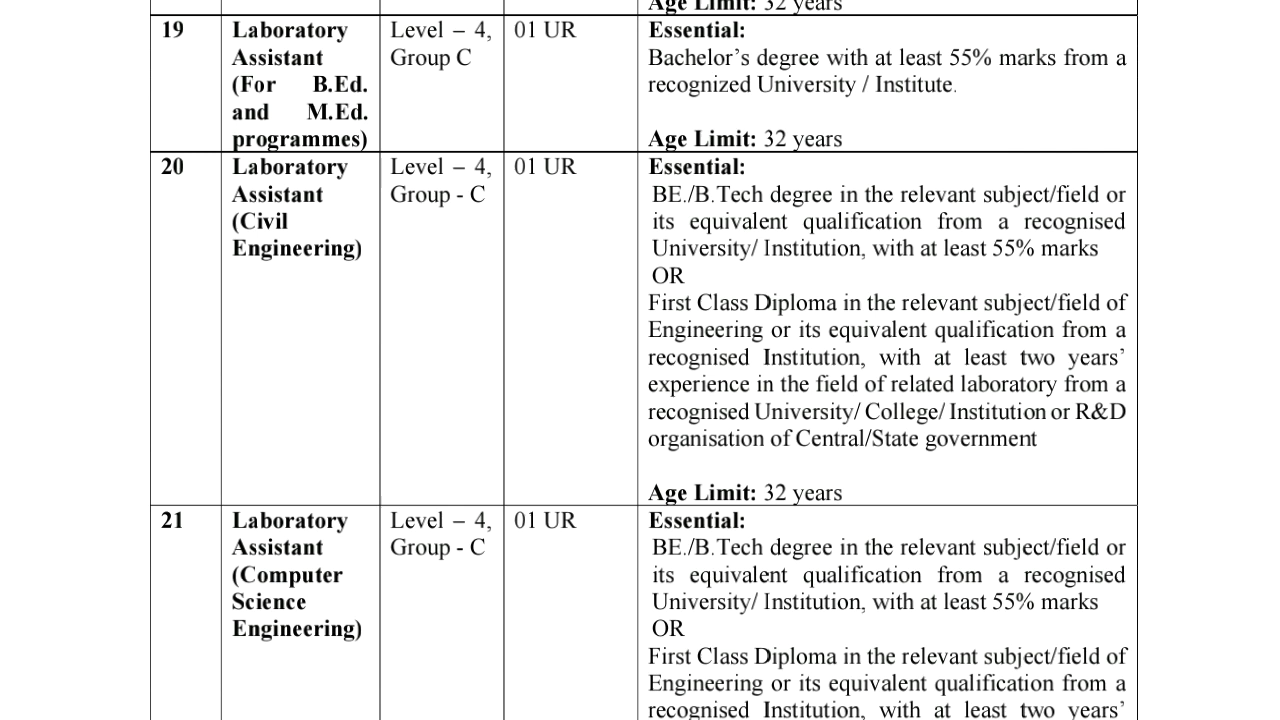 Age Limit: 32 years
19
Laboratory
Assistant
(For B.Ed.
and M.Ed.
programmes)
Level – 4,
Group C
01 UR
Essential:
Bachelor’s degree with at least 55% marks from a
recognized University / Institute.
Age Limit: 32 years
20
Laboratory
Assistant
(Civil
Engineering)
Level – 4,
Group - C
01 UR
Essential:
BE./B.Tech degree in the relevant subject/field or
its equivalent qualification from a recognised
University/ Institution, with at least 55% marks
OR
First Class Diploma in the relevant subject/field of
Engineering or its equivalent qualification from a
recognised Institution, with at least two years’
experience in the field of related laboratory from a
recognised University/ College/ Institution or R&D
organisation of Central/State government
Age Limit: 32 years
21
Laboratory
Assistant
(Computer
Science
Engineering)
Level – 4,
Group - C
01 UR
Essential:
BE./B.Tech degree in the relevant subject/field or
its equivalent qualification from a recognised
University/ Institution, with at least 55% marks
OR
First Class Diploma in the relevant subject/field of
Engineering or its equivalent qualification from a
recognised Institution, with at least two years’